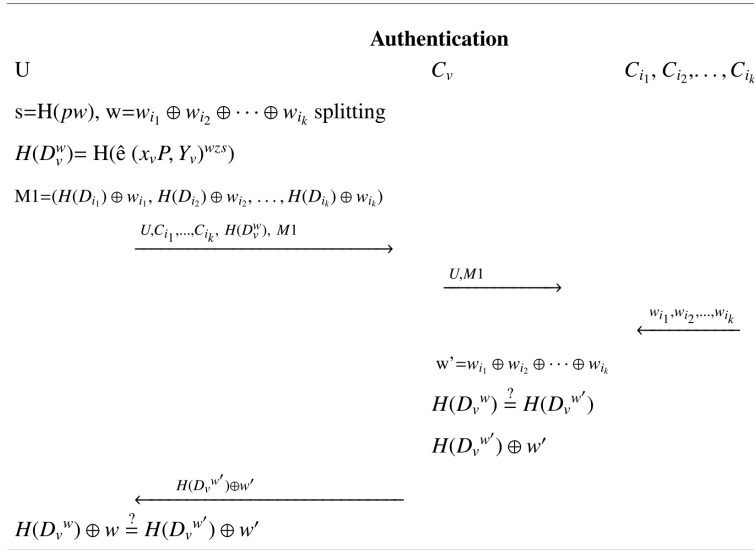 Authentication
U C_v C_{i_1}, C_{i_2},..., C_{i_k}
s=H(pw), w=w_{i_1} ⊕ w_{i_2} ⊕ ··· ⊕ w_{i_k} splitting
H(D_v^w)= H(ê (x_vP, Y_v)^{wzs})
M1=(H(D_{i_1}) ⊕ w_{i_1}, H(D_{i_2}) ⊕ w_{i_2}, ..., H(D_{i_k}) ⊕ w_{i_k})
U,C_{i_1},...,C_{i_k}, H(D_v^w), M1
U,M1
w_{i_1},w_{i_2},...,w_{i_k}
w'=w_{i_1} ⊕ w_{i_2} ⊕ ··· ⊕ w_{i_k}
H(D_v^w) ≟ H(D_v^{w'})
H(D_v^{w'}) ⊕ w'
H(D_v^{w'})⊕w'
H(D_v^w) ⊕ w ≟ H(D_v^{w'}) ⊕ w'